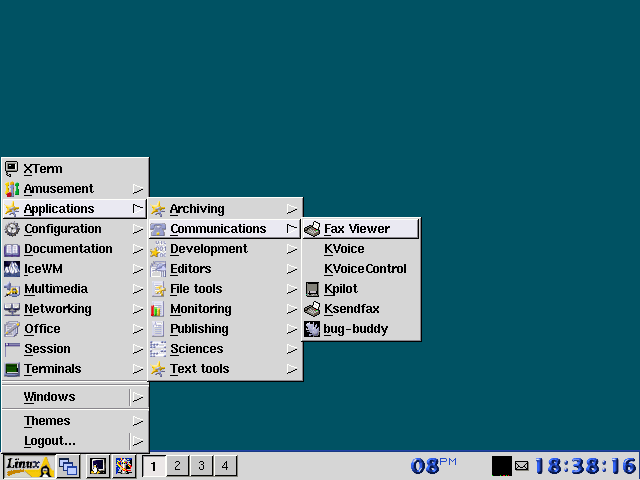 XTerm
Amusement
Applications
Configuration
Documentation
IceWM
Multimedia
Networking
Office
Session
Terminals
Windows
Themes
Logout...
Archiving
Communications
Development
Editors
File tools
Monitoring
Publishing
Sciences
Text tools
Fax Viewer
KVoice
KVoiceControl
Kpilot
Ksendfax
bug-buddy
Linux 1 2 3 4 08PM 18:38:16